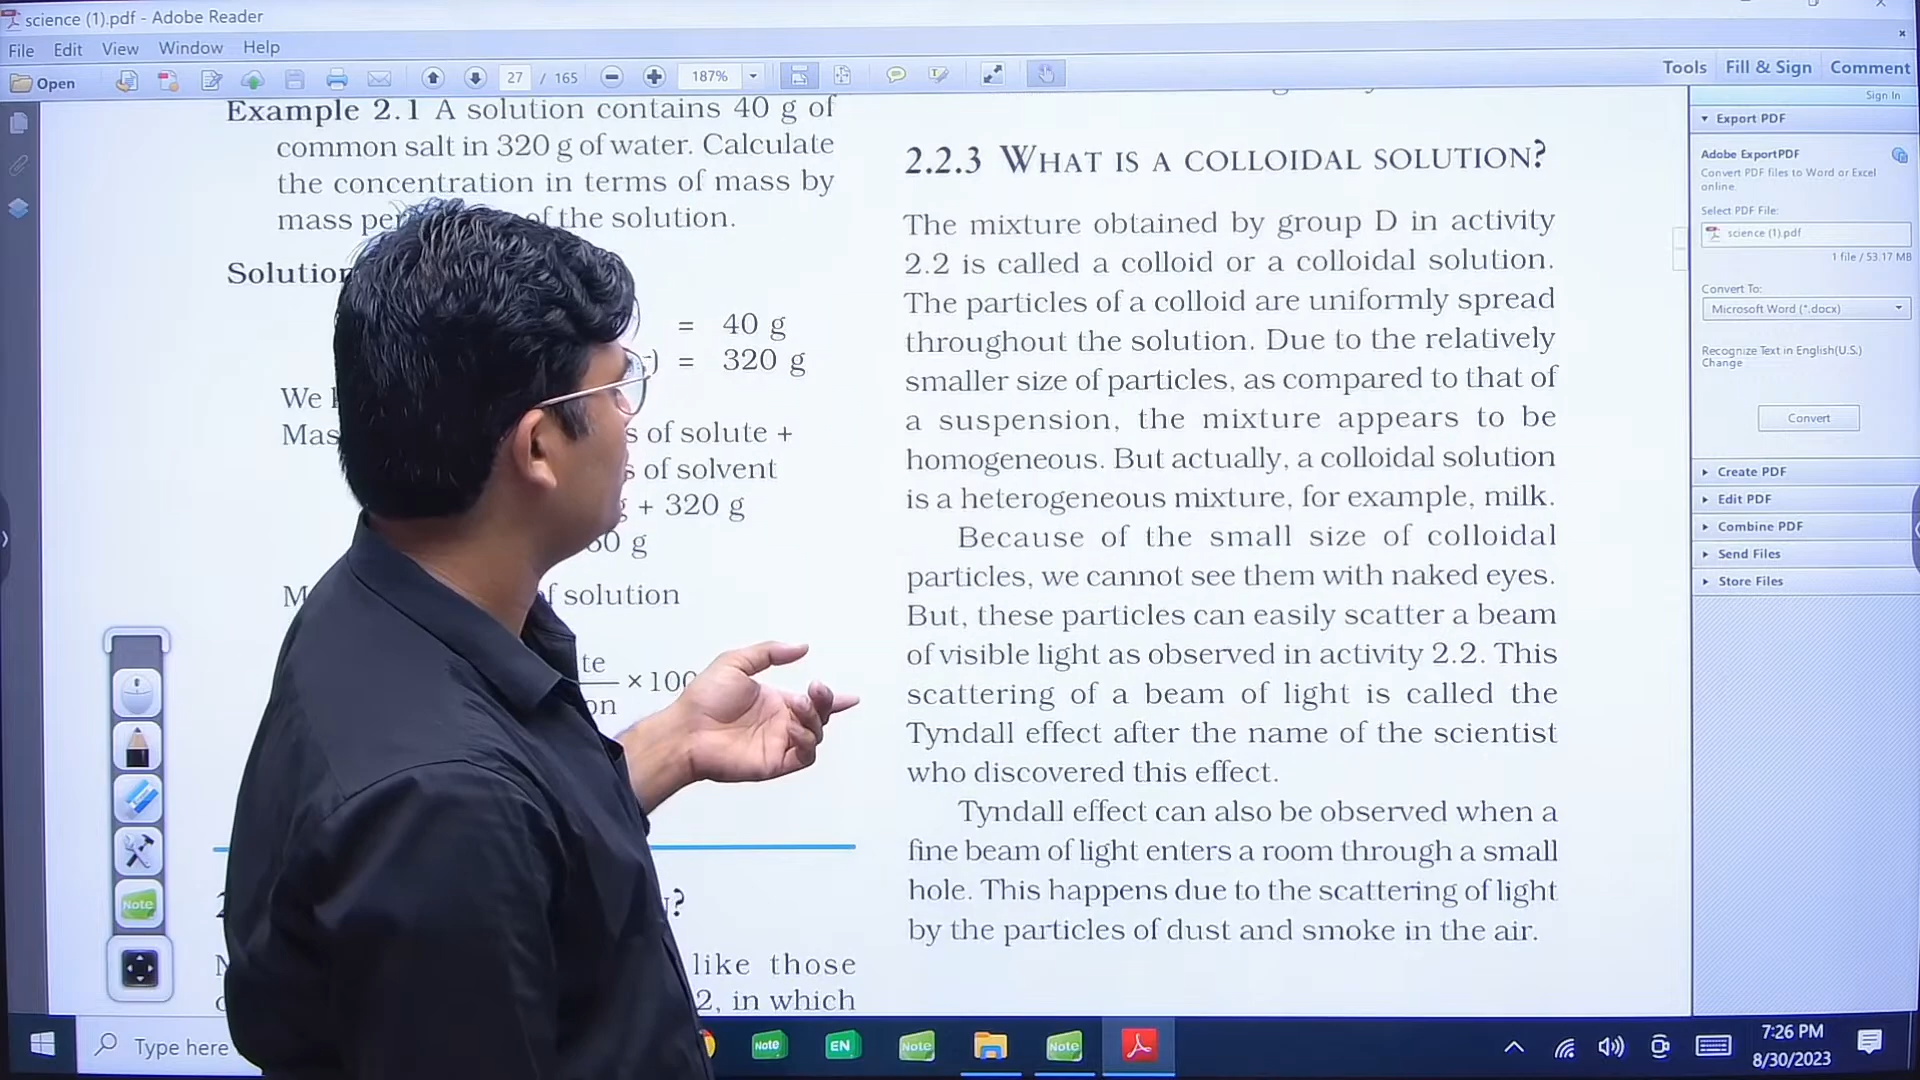 science (1).pdf - Adobe Reader
File Edit View Window Help
Open 27 / 165 187% Tools Fill & Sign Comment
Example 2.1 A solution contains 40 g of
common salt in 320 g of water. Calculate
the concentration in terms of mass by
mass of the solution.
Solution
= 40 g
= 320 g
We
of solute +
of solvent
+ 320 g
g
of solution
×100
?
like those
2, in which
2.2.3 WHAT IS A COLLOIDAL SOLUTION?
The mixture obtained by group D in activity
2.2 is called a colloid or a colloidal solution.
The particles of a colloid are uniformly spread
throughout the solution. Due to the relatively
smaller size of particles, as compared to that of
a suspension, the mixture appears to be
homogeneous. But actually, a colloidal solution
is a heterogeneous mixture, for example, milk.
Because of the small size of colloidal
particles, we cannot see them with naked eyes.
But, these particles can easily scatter a beam
of visible light as observed in activity 2.2. This
scattering of a beam of light is called the
Tyndall effect after the name of the scientist
who discovered this effect.
Tyndall effect can also be observed when a
fine beam of light enters a room through a small
hole. This happens due to the scattering of light
by the particles of dust and smoke in the air.
Sign In
Export PDF
Adobe ExportPDF
Convert PDF files to Word or Excel
online.
Select PDF File:
science (1).pdf
1 file / 53.17 MB
Convert To:
Microsoft Word (*.docx)
Recognize Text in English(U.S.)
Change
Convert
Create PDF
Edit PDF
Combine PDF
Send Files
Store Files
Note
Type here
Note
EN
Note
Note
7:26 PM
8/30/2023